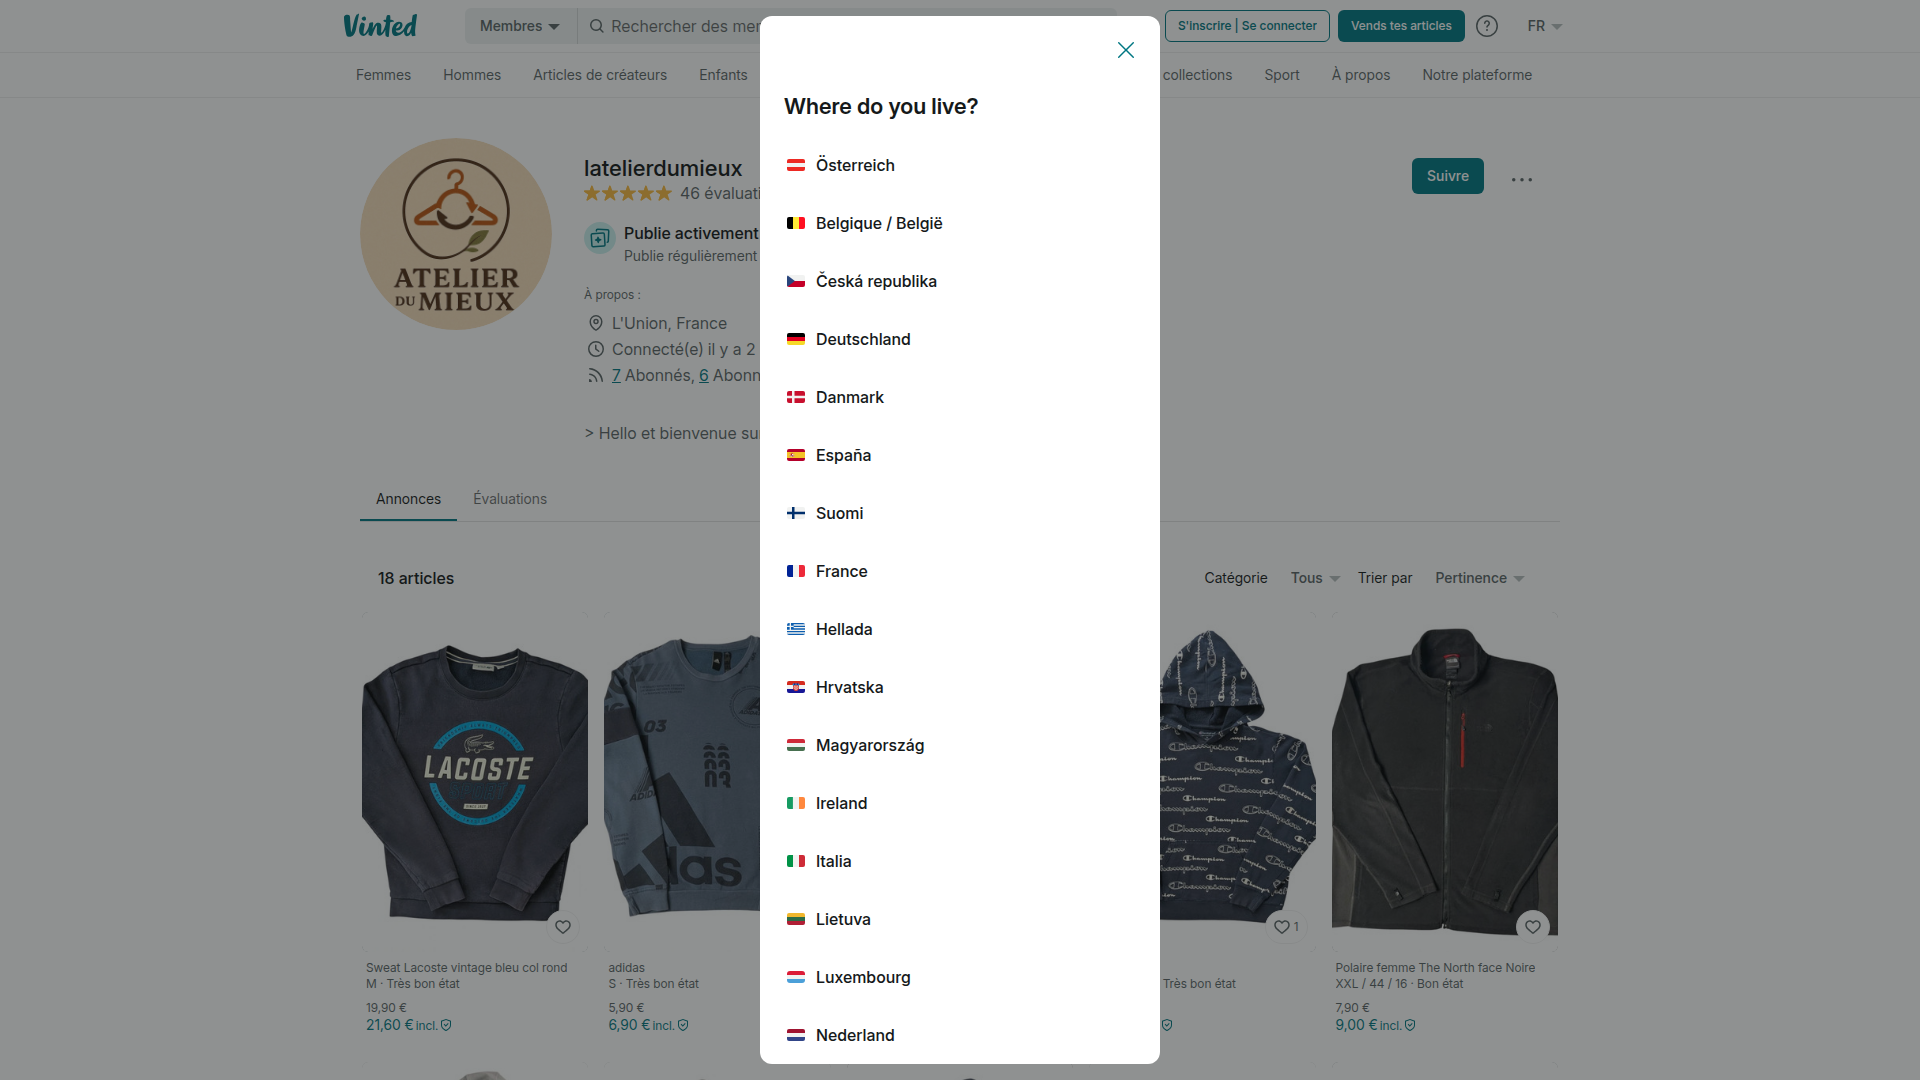 Vinted
Membres
Rechercher des mem
S'inscrire | Se connecter
Vends tes articles
?
FR
Femmes
Hommes
Articles de créateurs
Enfants
collections
Sport
À propos
Notre plateforme
Where do you live?
Österreich
Belgique / België
Česká republika
Deutschland
Danmark
España
Suomi
France
Hellada
Hrvatska
Magyarország
Ireland
Italia
Lietuva
Luxembourg
Nederland
ATELIER
DU MIEUX
latelierdumieux
46 évaluati
Suivre
...
Publie activement
Publie régulièrement
À propos :
L'Union, France
Connecté(e) il y a 2
7 Abonnés, 6 Abonn
> Hello et bienvenue su
Annonces
Évaluations
18 articles
Catégorie
Tous
Trier par
Pertinence
LACOSTE
03
das
Champion
1
Sweat Lacoste vintage bleu col rond
M · Très bon état
19,90 €
21,60 € incl.
adidas
S · Très bon état
5,90 €
6,90 € incl.
Très bon état
Polaire femme The North face Noire
XXL / 44 / 16 · Bon état
7,90 €
9,00 € incl.